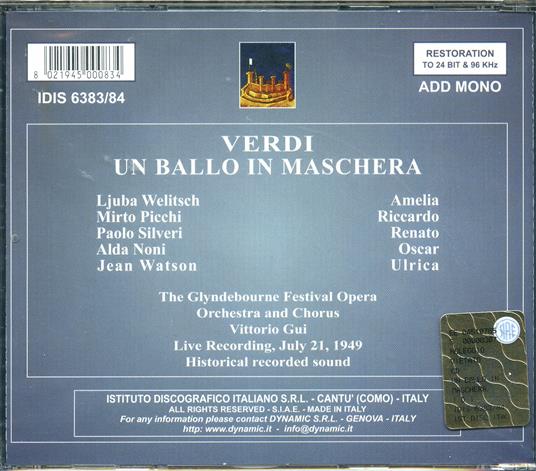 RESTORATION
TO 24 BIT & 96 KHz
8 021945 000834
IDIS 6383/84
ADD MONO
VERDI
UN BALLO IN MASCHERA
Ljuba Welitsch Amelia
Mirto Picchi Riccardo
Paolo Silveri Renato
Alda Noni Oscar
Jean Watson Ulrica
The Glyndebourne Festival Opera
Orchestra and Chorus
Vittorio Gui
Live Recording, July 21, 1949
Historical recorded sound
ISTITUTO DISCOGRAFICO ITALIANO S.R.L. - CANTU' (COMO) - ITALY
ALL RIGHTS RESERVED - S.I.A.E. - MADE IN ITALY
For any information please contact DYNAMIC S.R.L. - GENOVA - ITALY
http: www.dynamic.it - info@dynamic.it